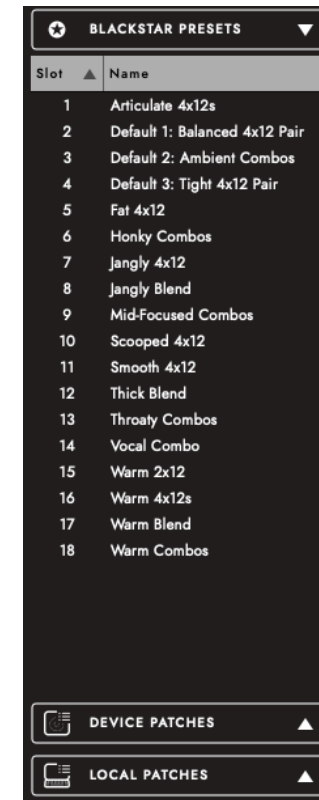 BLACKSTAR PRESETS
Slot Name
1 Articulate 4x12s
2 Default 1: Balanced 4x12 Pair
3 Default 2: Ambient Combos
4 Default 3: Tight 4x12 Pair
5 Fat 4x12
6 Honky Combos
7 Jangly 4x12
8 Jangly Blend
9 Mid-Focused Combos
10 Scooped 4x12
11 Smooth 4x12
12 Thick Blend
13 Throaty Combos
14 Vocal Combo
15 Warm 2x12
16 Warm 4x12s
17 Warm Blend
18 Warm Combos
DEVICE PATCHES
LOCAL PATCHES